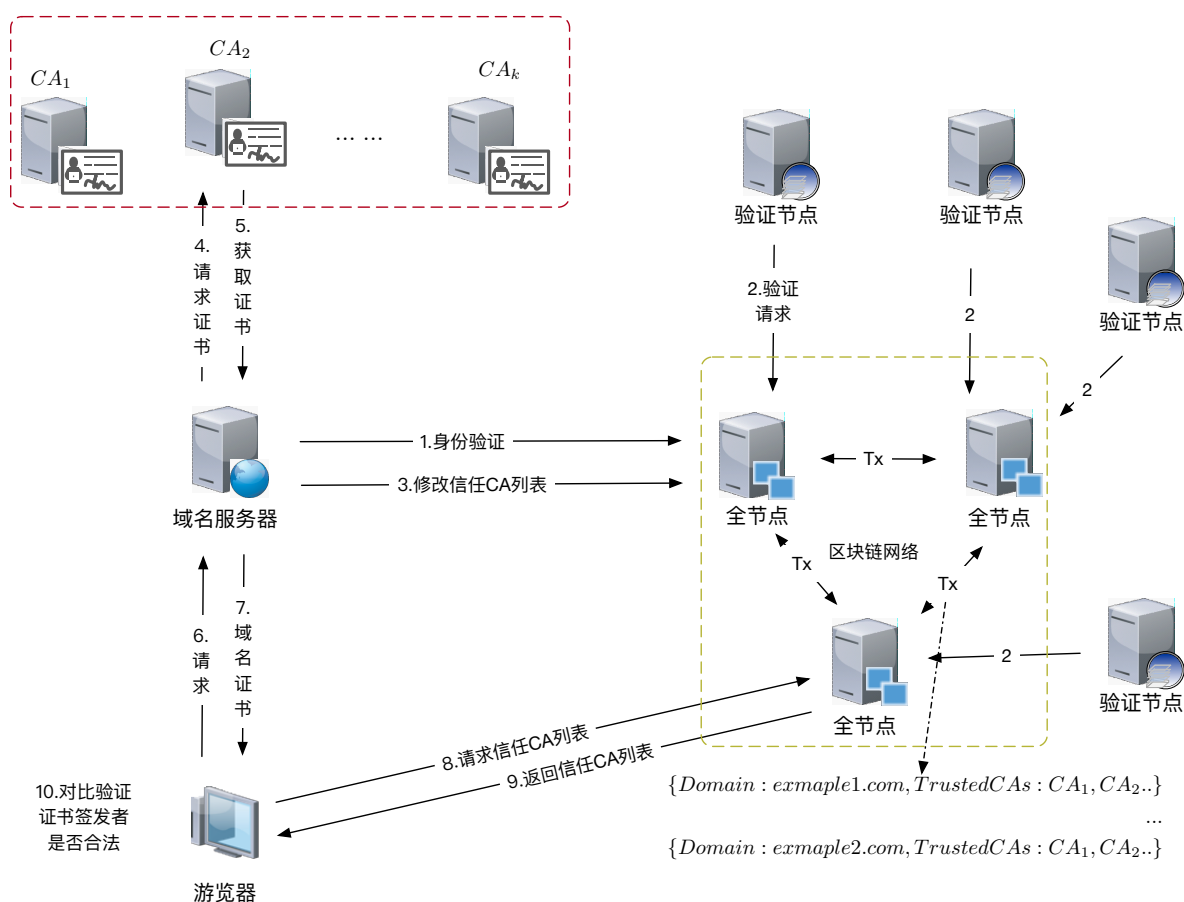 CA₁
CA₂
CA_k
... ...
4.请求证书
5.获取证书
验证节点
验证节点
验证节点
2.验证
请求
2
2
1.身份验证
3.修改信任CA列表
域名服务器
Tx
全节点
全节点
区块链网络
Tx
Tx
6.请求
7.域名证书
2
验证节点
全节点
8.请求信任CA列表
9.返回信任CA列表
10.对比验证
证书签发者
是否合法
游览器
{Domain : exmaple1.com, TrustedCAs : CA₁, CA₂..}
...
{Domain : exmaple2.com, TrustedCAs : CA₁, CA₂..}